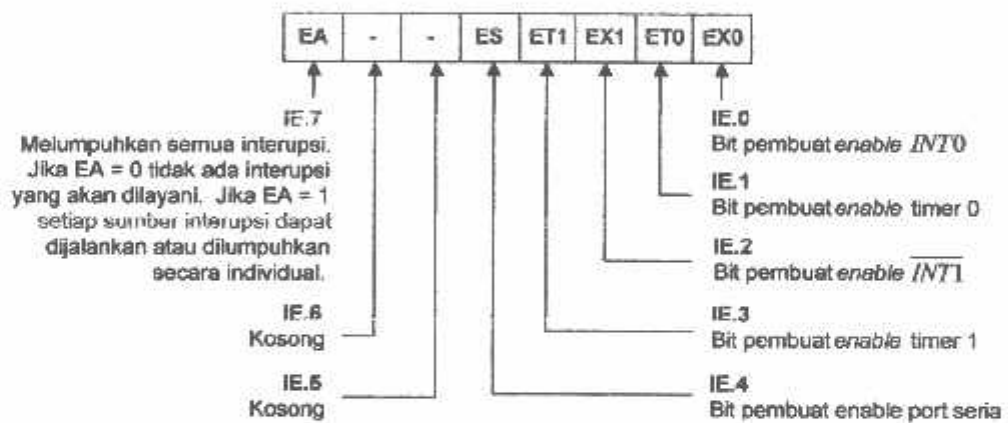 EA - - ES ET1 EX1 ET0 EX0
IE.7
Melumpuhkan semua interupsi.
Jika EA = 0 tidak ada interupsi
yang akan dilayani. Jika EA = 1
setiap sumber interupsi dapat
dijalankan atau dilumpuhkan
secara individual.
IE.6
Kosong
IE.5
Kosong
IE.0
Bit pembuat enable INT0
IE.1
Bit pembuat enable timer 0
IE.2
Bit pembuat enable INT1
IE.3
Bit pembuat enable timer 1
IE.4
Bit pembuat enable port seria